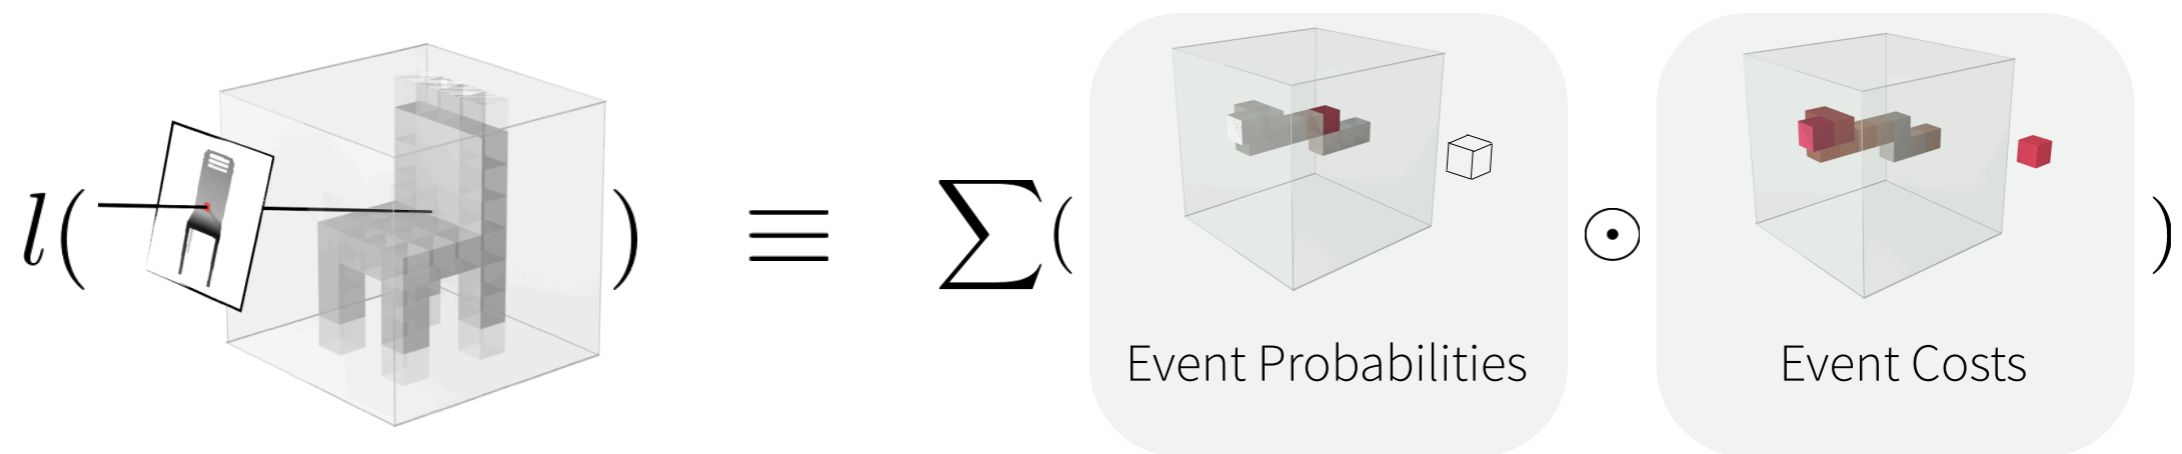 l( ) ≡ ∑( ⊙ )
Event Probabilities
Event Costs